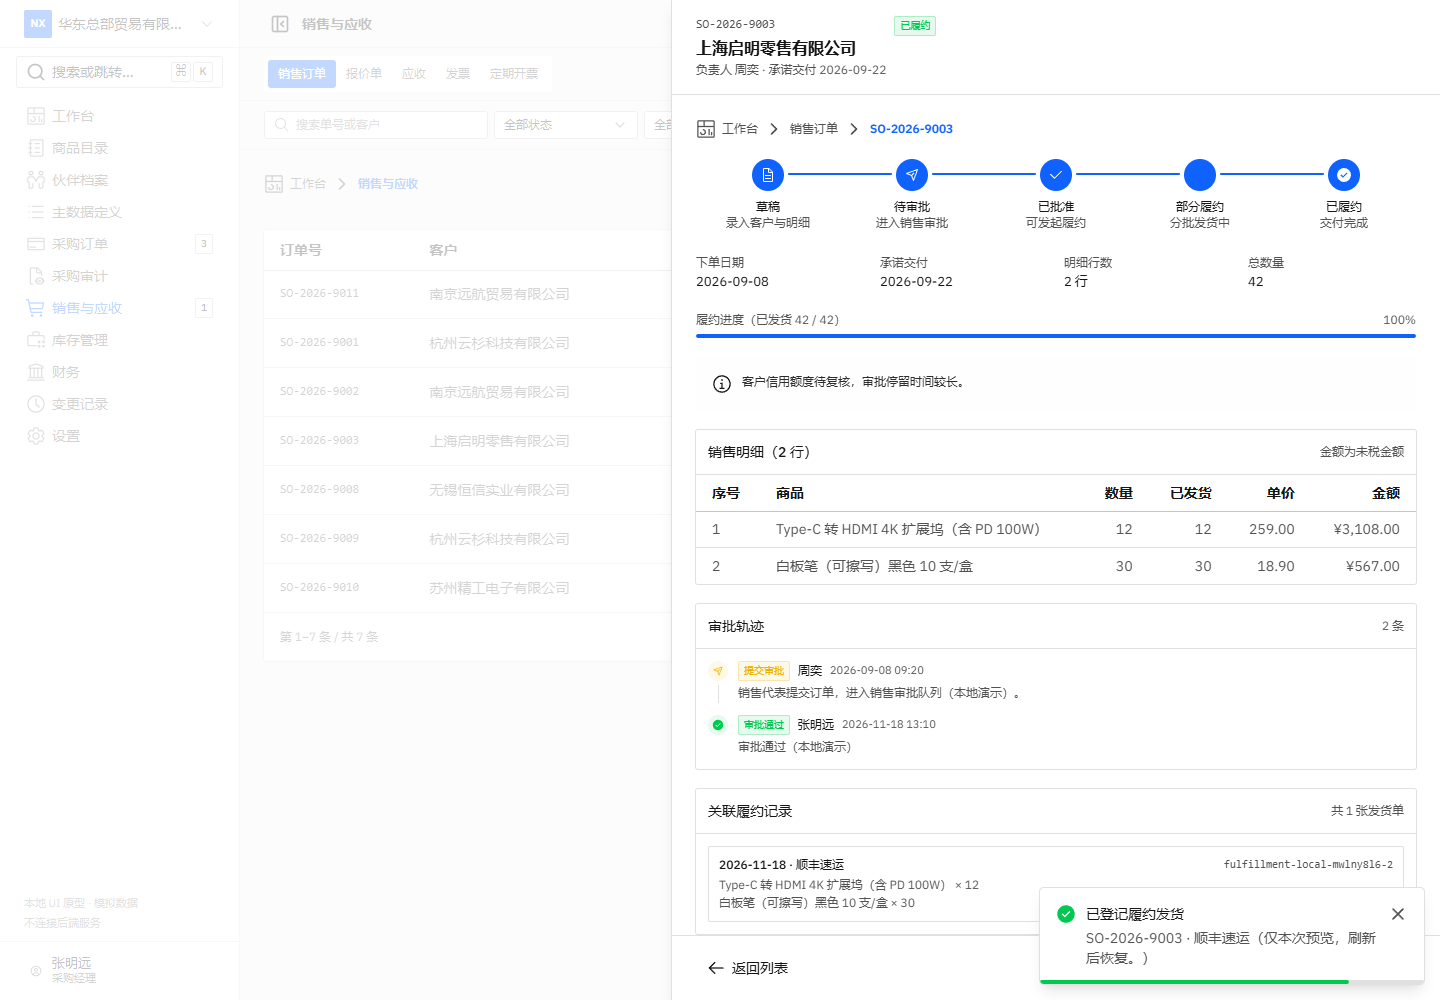 NX
华东总部贸易有限...
搜索或跳转...
⌘ K
工作台
商品目录
伙伴档案
主数据定义
采购订单
3
采购审计
销售与应收
1
库存管理
财务
变更记录
设置
本地 UI 原型 · 模拟数据
不连接后端服务
张明远
采购经理
销售与应收
销售订单
报价单
应收
发票
定期开票
搜索单号或客户
全部状态
工作台
销售与应收
订单号 客户
SO-2026-9011 南京远航贸易有限公司
SO-2026-9001 杭州云杉科技有限公司
SO-2026-9002 南京远航贸易有限公司
SO-2026-9003 上海启明零售有限公司
SO-2026-9008 无锡恒信实业有限公司
SO-2026-9009 杭州云杉科技有限公司
SO-2026-9010 苏州精工电子有限公司
第 1–7 条 / 共 7 条
SO-2026-9003
已履约
上海启明零售有限公司
负责人 周奕 · 承诺交付 2026-09-22
工作台
销售订单
SO-2026-9003
草稿
录入客户与明细
待审批
进入销售审批
已批准
可发起履约
部分履约
分批发货中
已履约
交付完成
下单日期
2026-09-08
承诺交付
2026-09-22
明细行数
2 行
总数量
42
履约进度（已发货 42 / 42）
100%
客户信用额度待复核，审批停留时间较长。
销售明细（2 行）
金额为未税金额
序号 商品 数量 已发货 单价 金额
1 Type-C 转 HDMI 4K 扩展坞（含 PD 100W） 12 12 259.00 ¥3,108.00
2 白板笔（可擦写）黑色 10 支/盒 30 30 18.90 ¥567.00
审批轨迹
2 条
提交审批 周奕 2026-09-08 09:20
销售代表提交订单，进入销售审批队列（本地演示）。
审批通过 张明远 2026-11-18 13:10
审批通过（本地演示）
关联履约记录
共 1 张发货单
2026-11-18 · 顺丰速运
fulfillment-local-mwlny8l6-2
Type-C 转 HDMI 4K 扩展坞（含 PD 100W） × 12
白板笔（可擦写）黑色 10 支/盒 × 30
返回列表
已登记履约发货
SO-2026-9003 · 顺丰速运（仅本次预览，刷新
后恢复。）